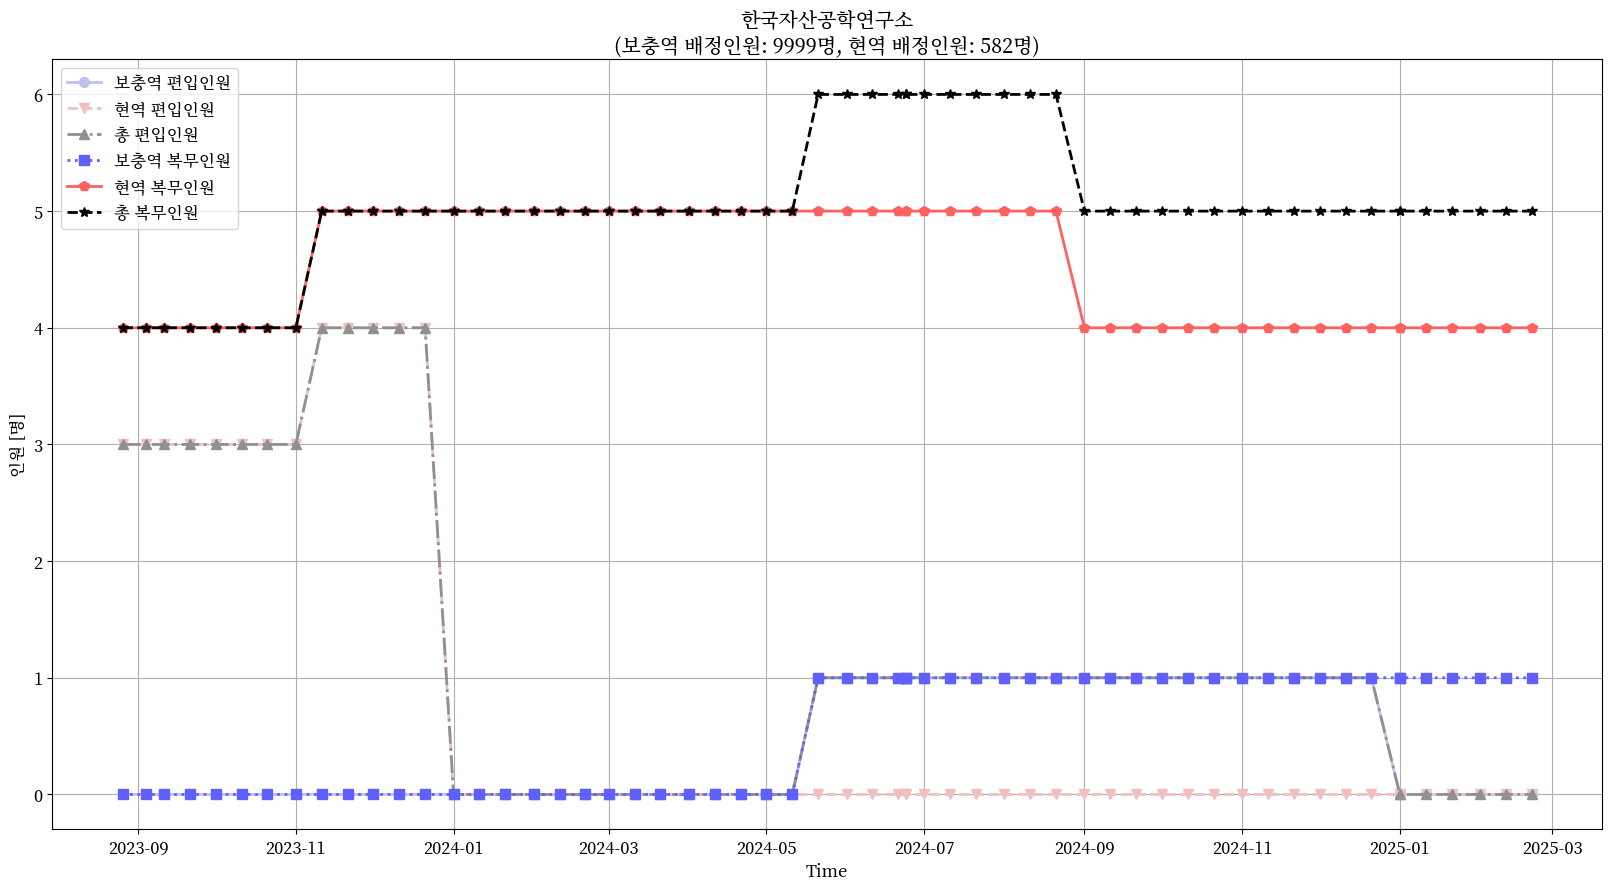 한국자산공학연구소
(보충역 배정인원: 9999명, 현역 배정인원: 582명)
보충역 편입인원
현역 편입인원
총 편입인원
보충역 복무인원
현역 복무인원
총 복무인원
6
5
4
3
2
1
0
인원 [명]
2023-09
2023-11
2024-01
2024-03
2024-05
2024-07
2024-09
2024-11
2025-01
2025-03
Time